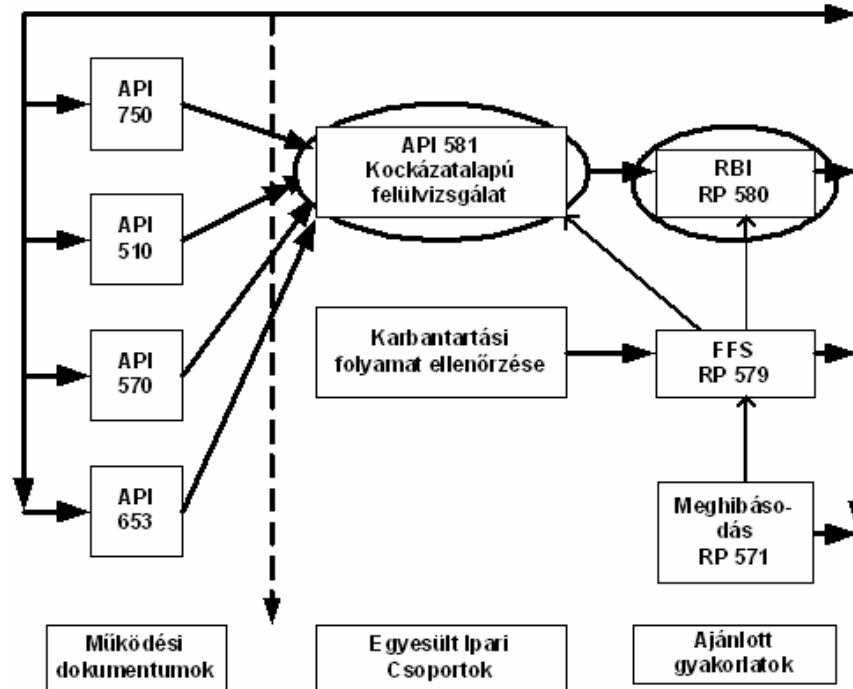 API
750
API
510
API
570
API
653
API 581
Kockázatalapú
felülvizsgálat
RBI
RP 580
Karbantartási
folyamat ellenőrzése
FFS
RP 579
Meghibáso-
dás
RP 571
Működési
dokumentumok
Egyesült Ipari
Csoportok
Ajánlott
gyakorlatok